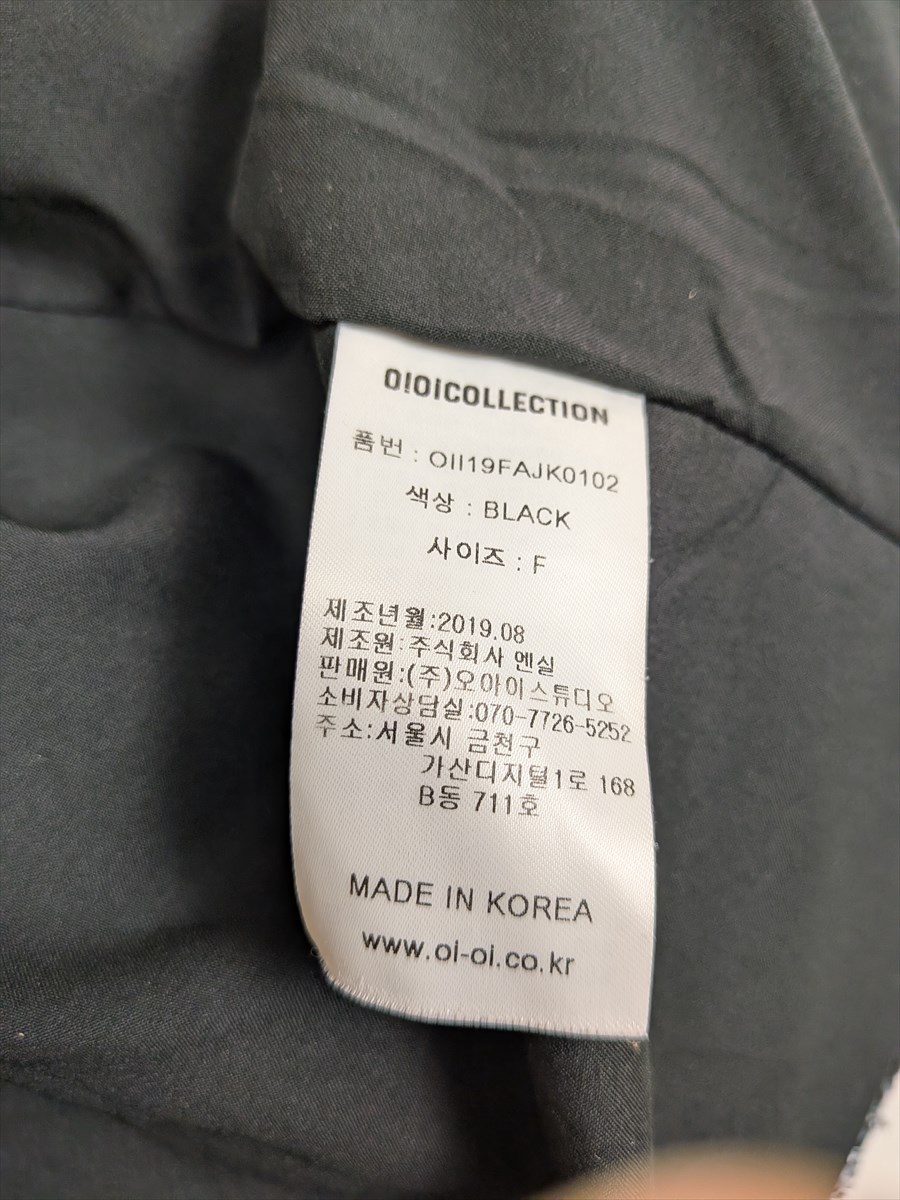 O!OICOLLECTION
품번 : OII19FAJK0102
색상 : BLACK
사이즈 : F
제조년월:2019.08
제조원:주식회사 엔실
판매원:(주)오아이스튜디오
소비자상담실:070-7726-5252
주소:서울시 금천구
가산디지털1로 168
B동 711호
MADE IN KOREA
www.oi-oi.co.kr